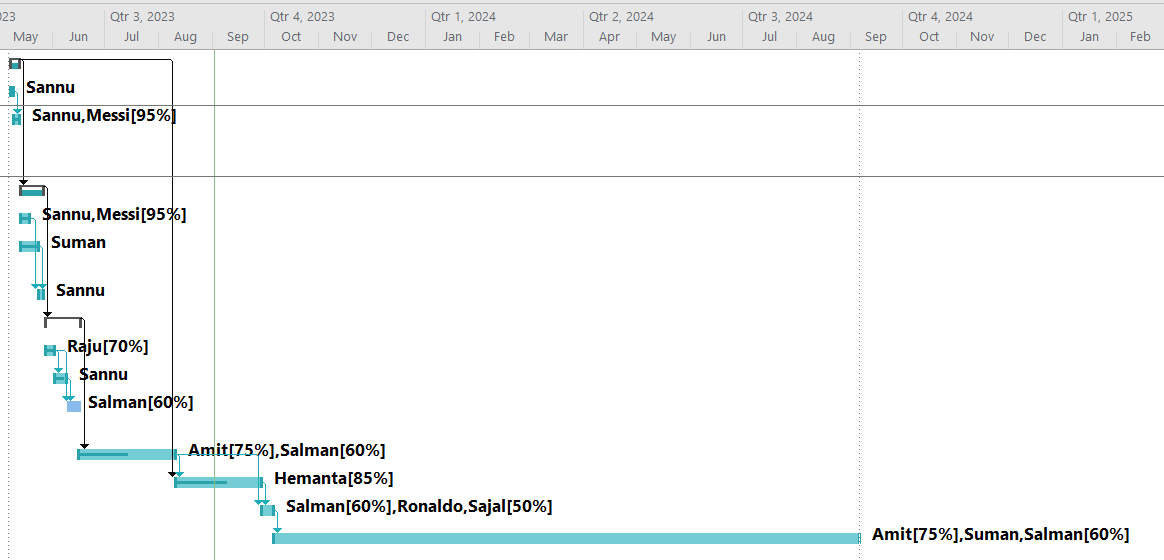 023 Qtr 3, 2023 Qtr 4, 2023 Qtr 1, 2024 Qtr 2, 2024 Qtr 3, 2024 Qtr 4, 2024 Qtr 1, 2025
May Jun Jul Aug Sep Oct Nov Dec Jan Feb Mar Apr May Jun Jul Aug Sep Oct Nov Dec Jan Feb
Sannu
Sannu,Messi[95%]
Sannu,Messi[95%]
Suman
Sannu
Raju[70%]
Sannu
Salman[60%]
Amit[75%],Salman[60%]
Hemanta[85%]
Salman[60%],Ronaldo,Sajal[50%]
Amit[75%],Suman,Salman[60%]